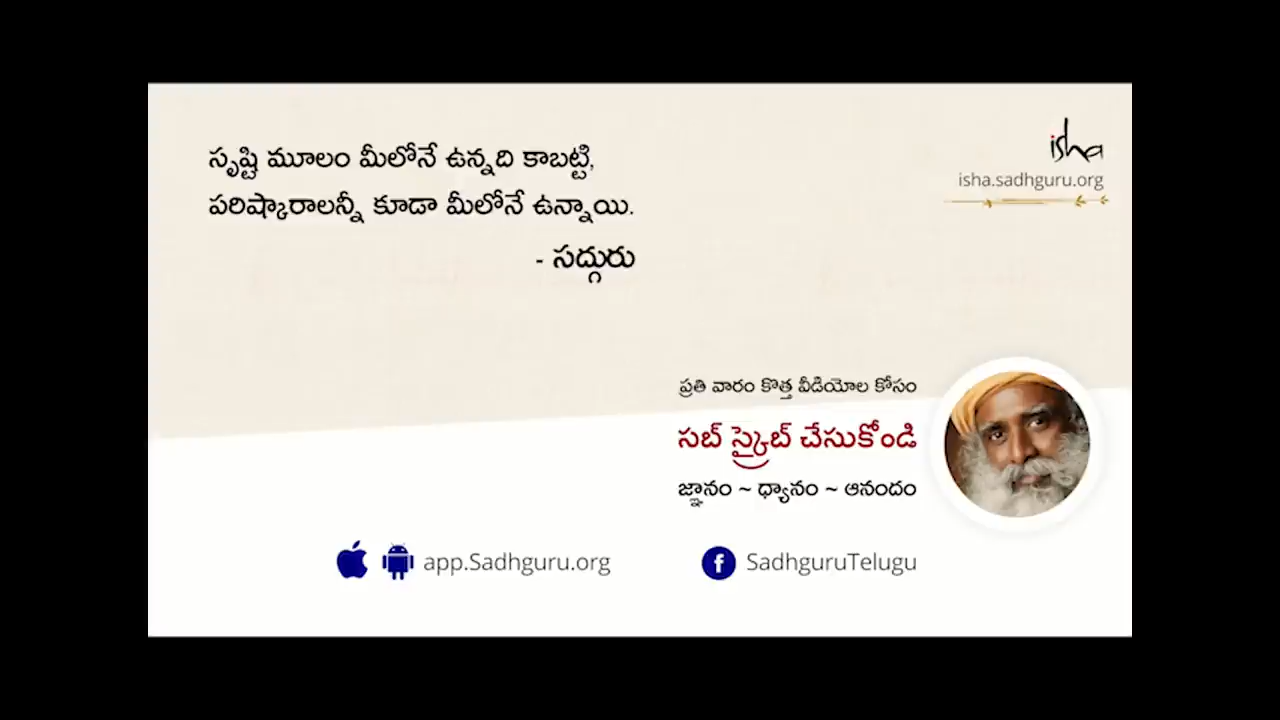 సృష్టి మూలం మీలోనే ఉన్నది కాబట్టి,
పరిష్కారాలన్నీ కూడా మీలోనే ఉన్నాయి.
- సద్గురు
isha
isha.sadhguru.org
ప్రతి వారం కొత్త వీడియోల కోసం
సబ్ స్క్రైబ్ చేసుకోండి
జ్ఞానం ~ ధ్యానం ~ ఆనందం
app.Sadhguru.org
SadhguruTelugu